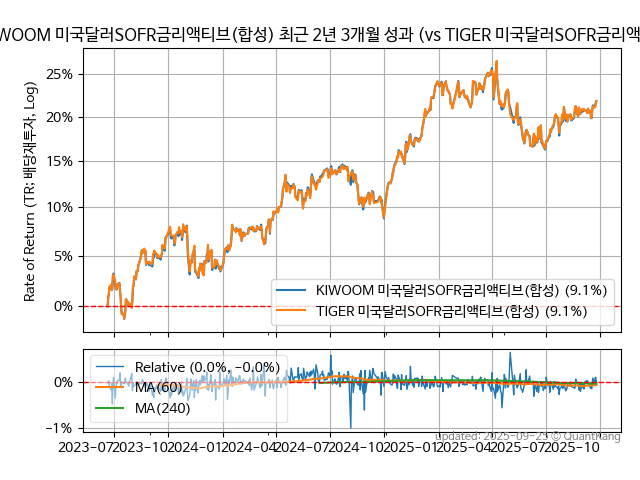 WOOM 미국달러SOFR금리액티브(합성) 최근 2년 3개월 성과 (vs TIGER 미국달러SOFR금리액
Rate of Return (TR: 배당재투자, Log)
25%
20%
15%
10%
5%
0%
KIWOOM 미국달러SOFR금리액티브(합성) (9.1%)
TIGER 미국달러SOFR금리액티브(합성) (9.1%)
0%
−1%
Relative (0.0%, −0.0%)
MA(60)
MA(240)
2023-07 2023-10 2024-01 2024-04 2024-07 2024-10 2025-01 2025-04 2025-07 2025-10
updated: 2025-09-25 © QuantKang